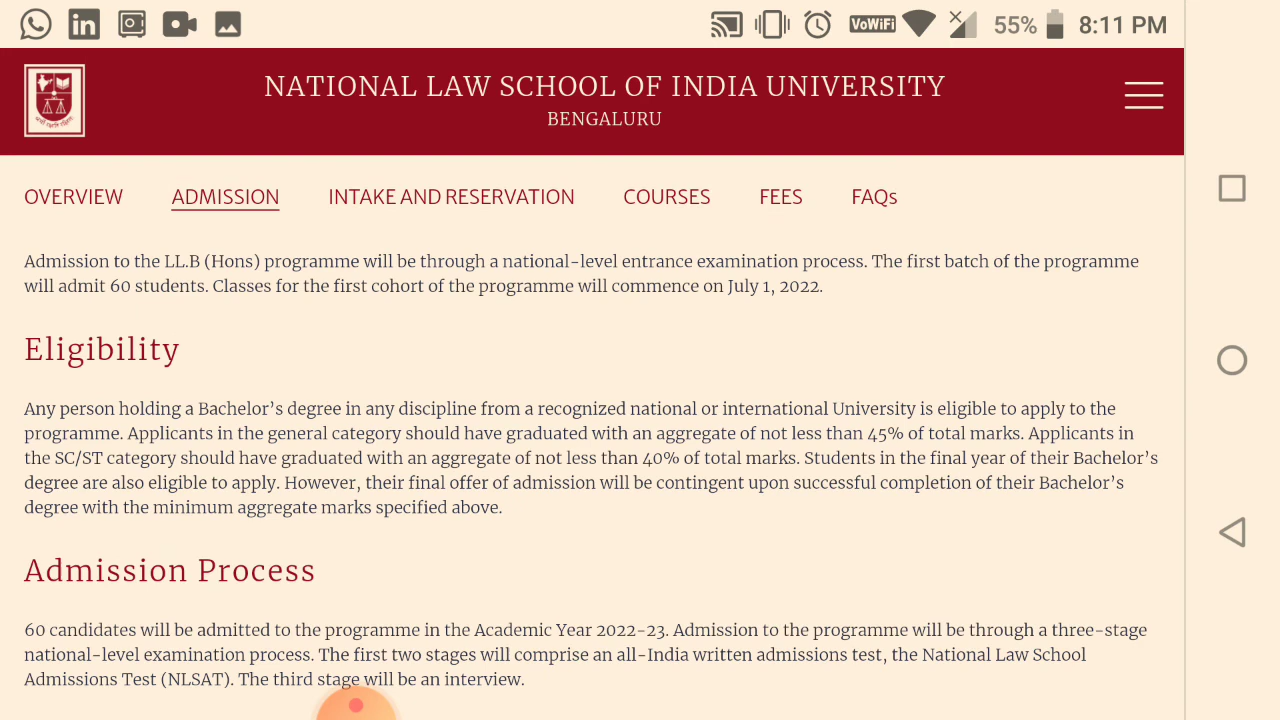 VoWiFi 55% 8:11 PM
NATIONAL LAW SCHOOL OF INDIA UNIVERSITY
BENGALURU
OVERVIEW ADMISSION INTAKE AND RESERVATION COURSES FEES FAQs
Admission to the LL.B (Hons) programme will be through a national-level entrance examination process. The first batch of the programme
will admit 60 students. Classes for the first cohort of the programme will commence on July 1, 2022.
Eligibility
Any person holding a Bachelor’s degree in any discipline from a recognized national or international University is eligible to apply to the
programme. Applicants in the general category should have graduated with an aggregate of not less than 45% of total marks. Applicants in
the SC/ST category should have graduated with an aggregate of not less than 40% of total marks. Students in the final year of their Bachelor’s
degree are also eligible to apply. However, their final offer of admission will be contingent upon successful completion of their Bachelor’s
degree with the minimum aggregate marks specified above.
Admission Process
60 candidates will be admitted to the programme in the Academic Year 2022-23. Admission to the programme will be through a three-stage
national-level examination process. The first two stages will comprise an all-India written admissions test, the National Law School
Admissions Test (NLSAT). The third stage will be an interview.